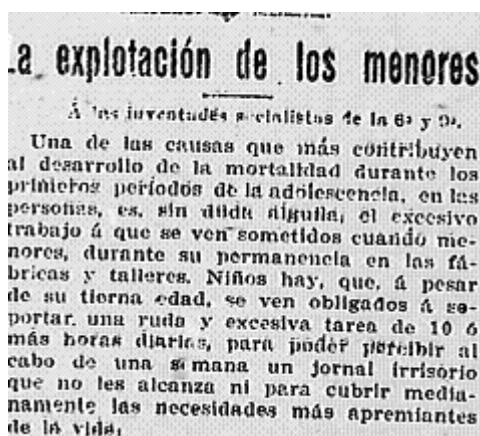 La explotación de los menores
Á las juventudes socialistas de la 6ª y 9ª.
Una de las causas que más contribuyen
al desarrollo de la mortalidad durante los
primeros períodos de la adolescencia, en las
personas, es, sin duda alguña, el excesivo
trabajo á que se ven sometidos cuando me-
nores, durante su permanencia en las fá-
bricas y talleres. Niños hay, que, á pesar
de su tierna edad, se ven obligados á so-
portar una ruda y excesiva tarea de 10 ó
más horas diarias, para poder percibir al
cabo de una semana un jornal irrisorio
que no les alcanza ni para cubrir media-
namente las necesidades más apremiantes
de la vida,